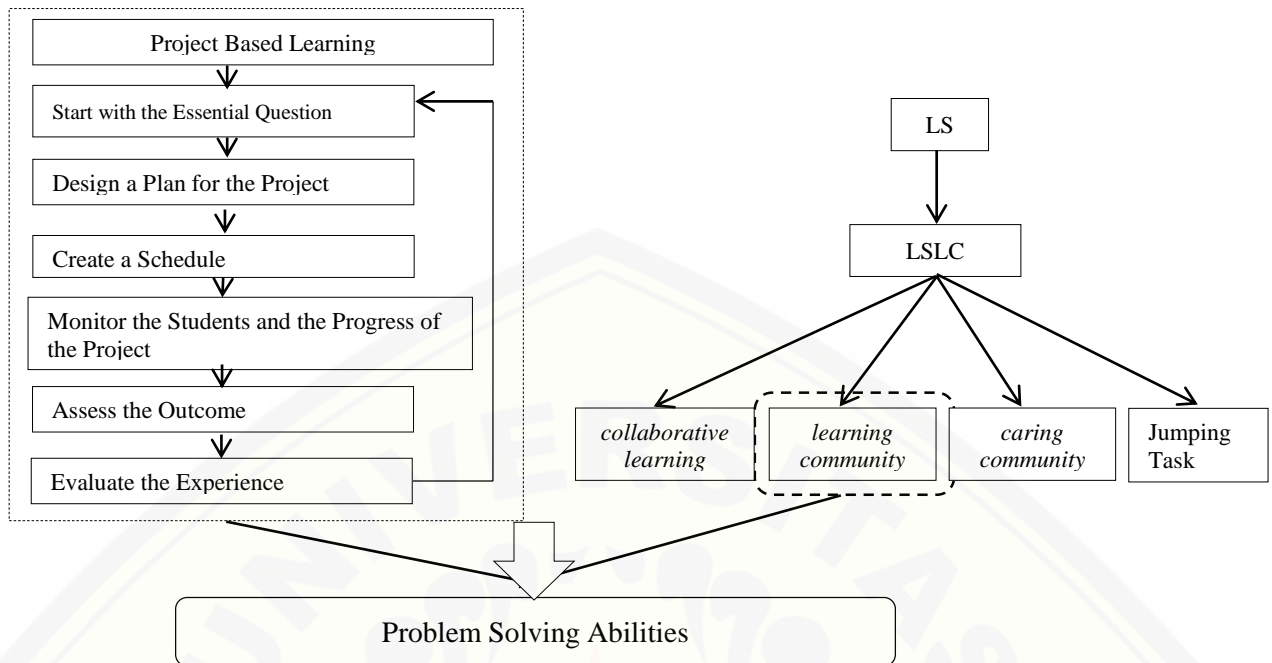 Project Based Learning
Start with the Essential Question
Design a Plan for the Project
Create a Schedule
Monitor the Students and the Progress of
the Project
Assess the Outcome
Evaluate the Experience
LS
LSLC
collaborative
learning
learning
community
caring
community
Jumping
Task
Problem Solving Abilities
UNIVERSITAS